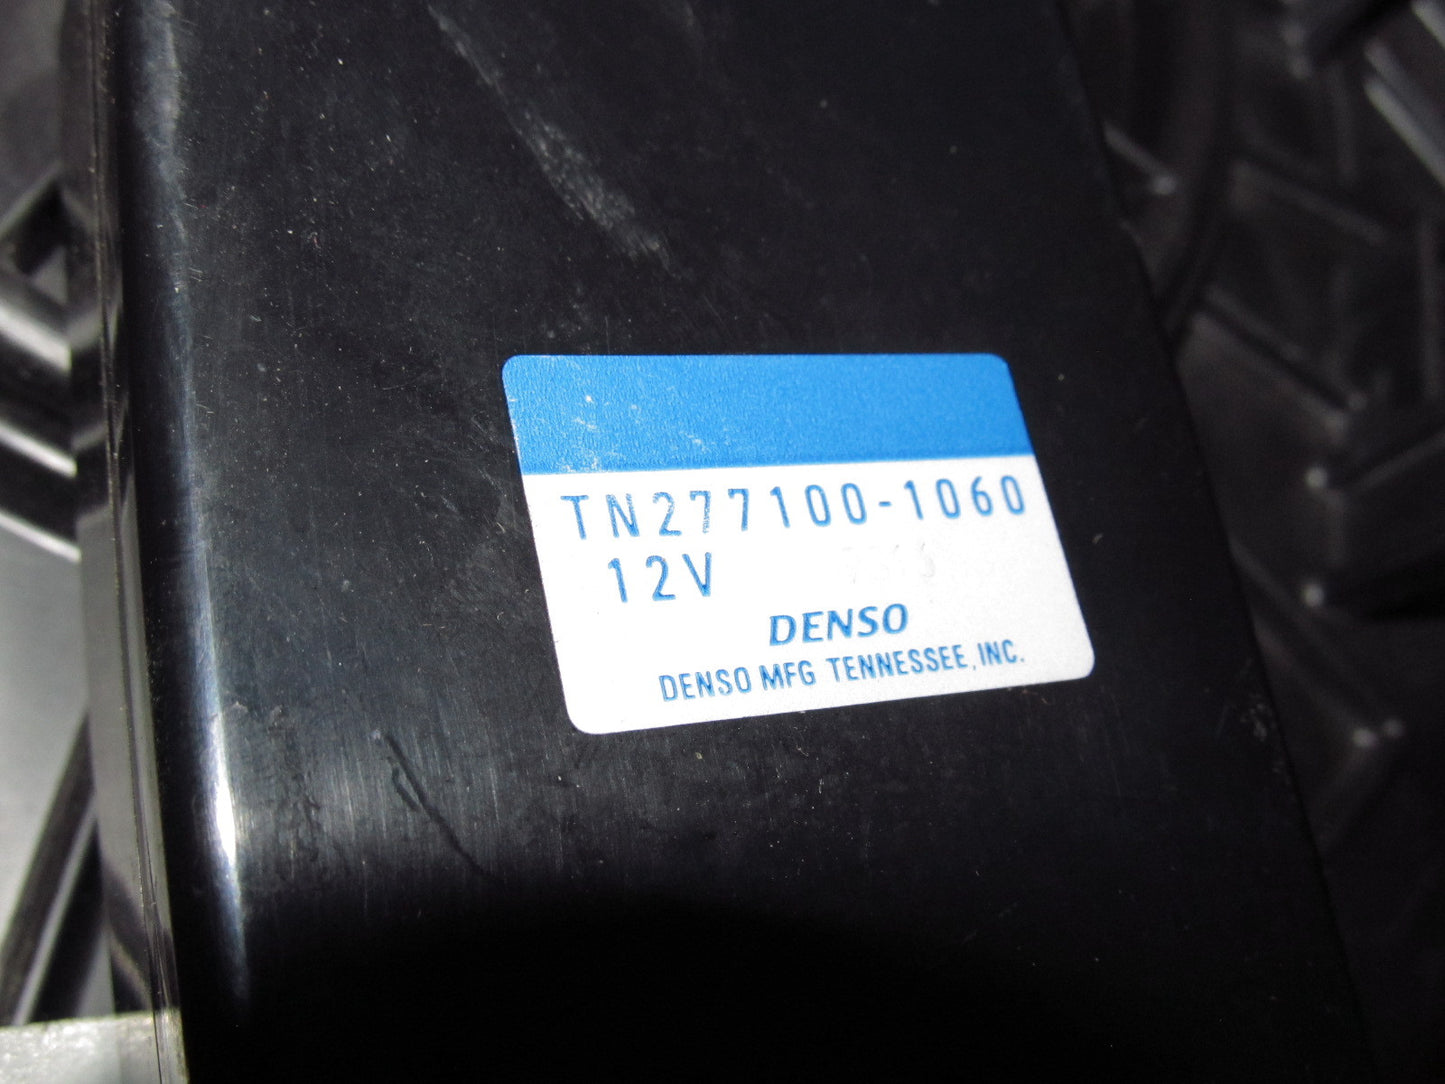 TN277100-1060
12V
DENSO
DENSO MFG TENNESSEE, INC.